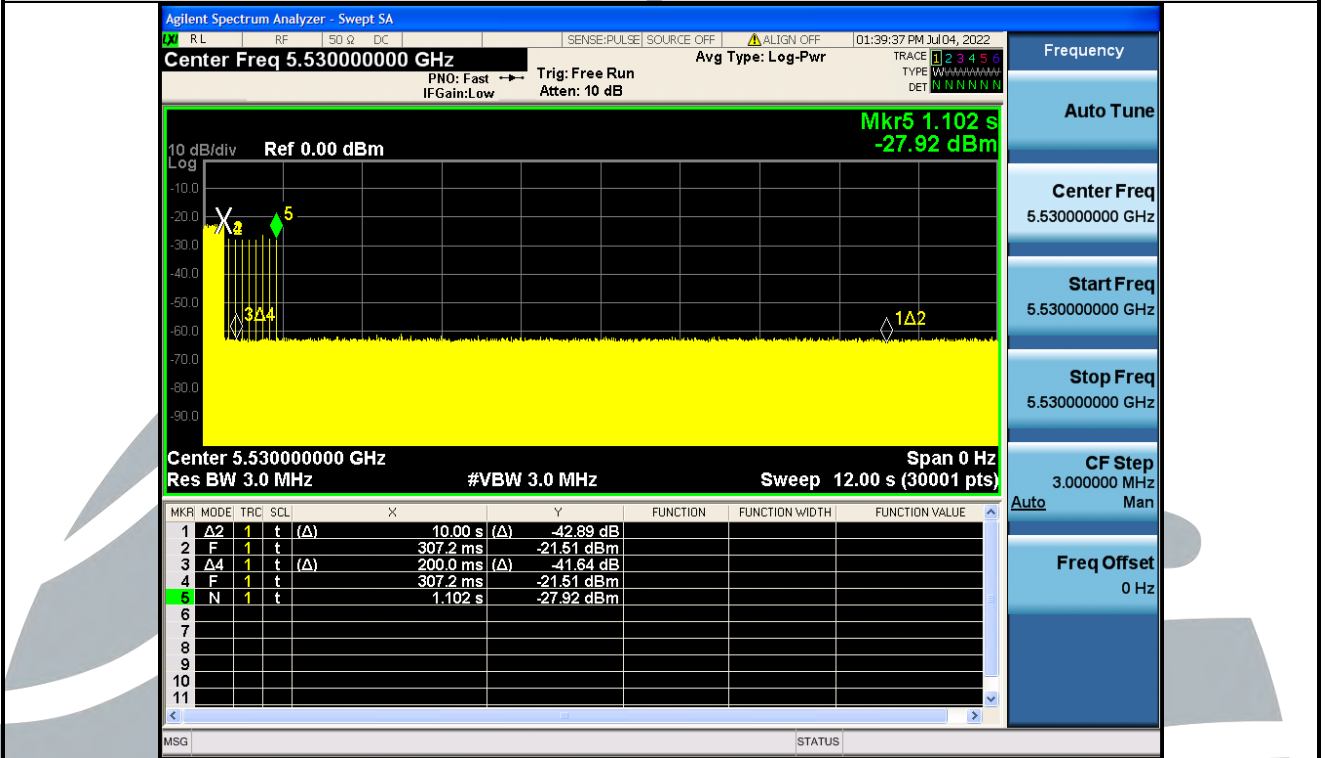 Agilent Spectrum Analyzer - Swept SA
LXI RL RF 50 Ω DC SENSE:PULSE SOURCE OFF ALIGN OFF 01:39:37 PM Jul 04, 2022
Center Freq 5.530000000 GHz
PNO: Fast
IFGain:Low
Trig: Free Run
Atten: 10 dB
Avg Type: Log-Pwr
TRACE 1 2 3 4 5 6
TYPE
DET N N N N N N
Mkr5 1.102 s
-27.92 dBm
10 dB/div Ref 0.00 dBm
Log
-10.0
-20.0
-30.0
-40.0
-50.0
-60.0
-70.0
-80.0
-90.0
5
3Δ4
1Δ2
Center 5.530000000 GHz Span 0 Hz
Res BW 3.0 MHz #VBW 3.0 MHz Sweep 12.00 s (30001 pts)
MKR MODE TRC SCL X Y FUNCTION FUNCTION WIDTH FUNCTION VALUE
1 Δ2 1 t (Δ) 10.00 s (Δ) -42.89 dB
2 F 1 t 307.2 ms -21.51 dBm
3 Δ4 1 t (Δ) 200.0 ms (Δ) -41.64 dB
4 F 1 t 307.2 ms -21.51 dBm
5 N 1 t 1.102 s -27.92 dBm
6
7
8
9
10
11
MSG STATUS
Frequency
Auto Tune
Center Freq
5.530000000 GHz
Start Freq
5.530000000 GHz
Stop Freq
5.530000000 GHz
CF Step
3.000000 MHz
Auto Man
Freq Offset
0 Hz